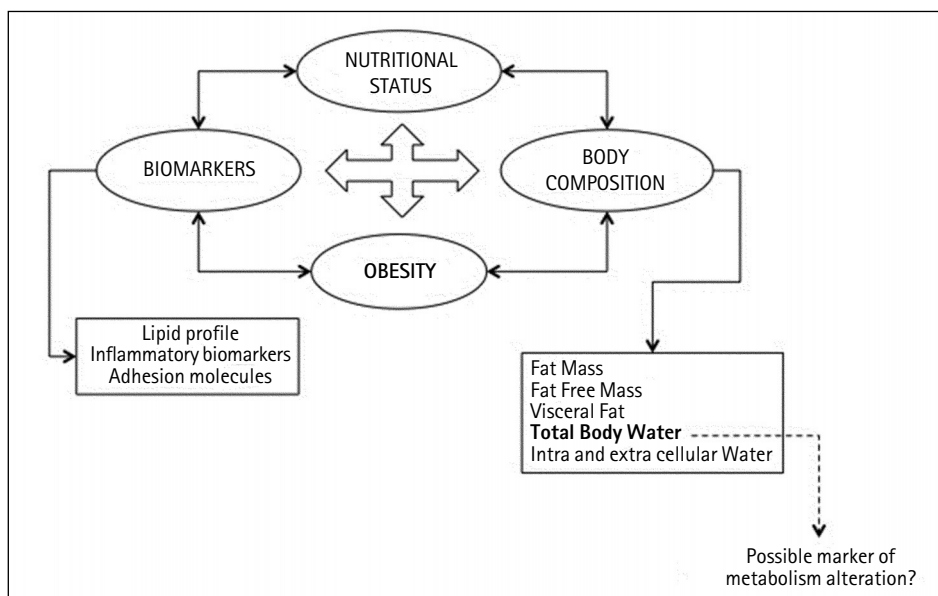 NUTRITIONAL
STATUS
BIOMARKERS
BODY
COMPOSITION
OBESITY
Lipid profile
Inflammatory biomarkers
Adhesion molecules
Fat Mass
Fat Free Mass
Visceral Fat
Total Body Water
Intra and extra cellular Water
Possible marker of
metabolism alteration?